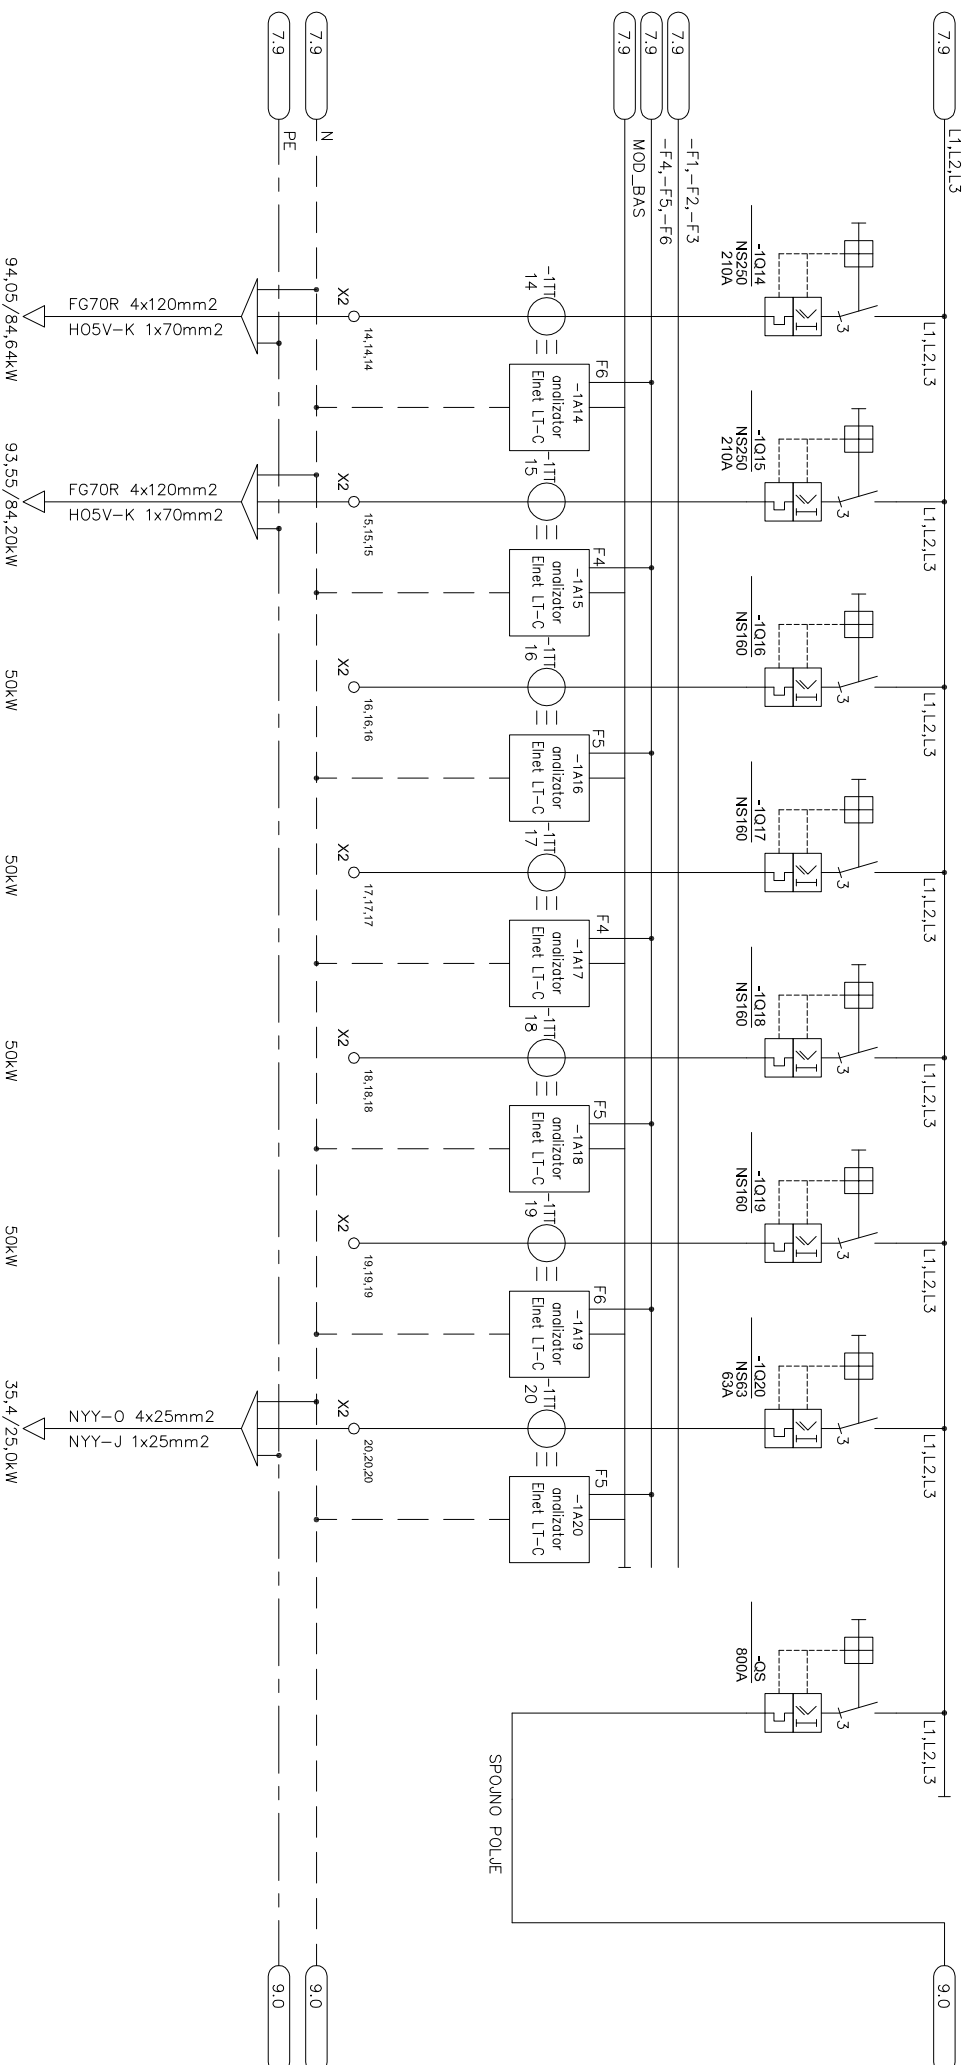 7.9
L1,L2,L3
7.9
-F1,-F2,-F3
7.9
-F4,-F5,-F6
7.9
MOD_BAS
7.9
N
7.9
PE
-1Q14
NS250
210A
3
L1,L2,L3
-1TT
14
F6
-1A14
analizator
Elnet LT-C
X2
14,14,14
FG70R 4x120mm2
H05V-K 1x70mm2
94,05/84,64kW
-1Q15
NS250
210A
3
L1,L2,L3
-1TT
15
F4
-1A15
analizator
Elnet LT-C
X2
15,15,15
FG70R 4x120mm2
H05V-K 1x70mm2
93,55/84,20kW
-1Q16
NS160
3
L1,L2,L3
-1TT
16
F5
-1A16
analizator
Elnet LT-C
X2
16,16,16
50kW
-1Q17
NS160
3
L1,L2,L3
-1TT
17
F4
-1A17
analizator
Elnet LT-C
X2
17,17,17
50kW
-1Q18
NS160
3
L1,L2,L3
-1TT
18
F5
-1A18
analizator
Elnet LT-C
X2
18,18,18
50kW
-1Q19
NS160
3
L1,L2,L3
-1TT
19
F6
-1A19
analizator
Elnet LT-C
X2
19,19,19
50kW
-1Q20
NS63
63A
3
L1,L2,L3
-1TT
20
F5
-1A20
analizator
Elnet LT-C
X2
20,20,20
NYY-O 4x25mm2
NYY-J 1x25mm2
35,4/25,0kW
-QS
800A
3
L1,L2,L3
SPOJNO POLJE
9.0
9.0
9.0